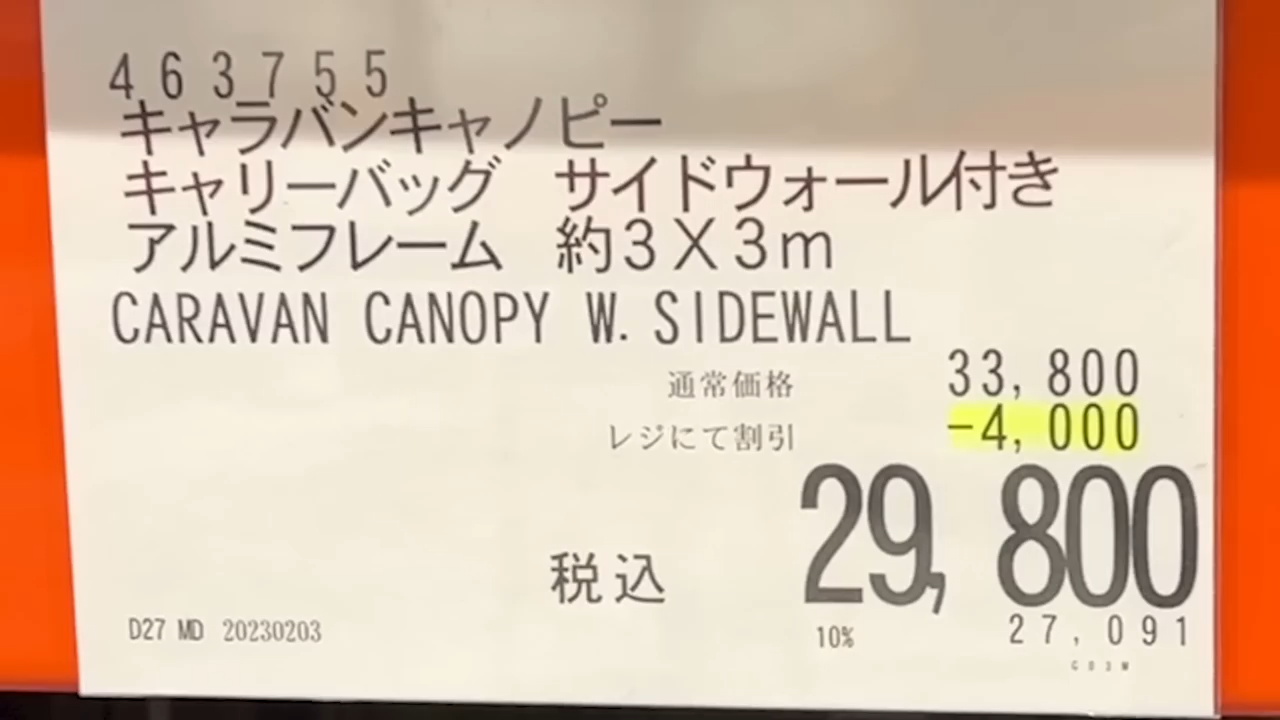 463755
キャラバンキャノピー
キャリーバッグ　サイドウォール付き
アルミフレーム　約3X3m
CARAVAN CANOPY W. SIDEWALL
通常価格 33,800
レジにて割引 -4,000
税込 29,800
D27 MD 20230203 10% 27,091